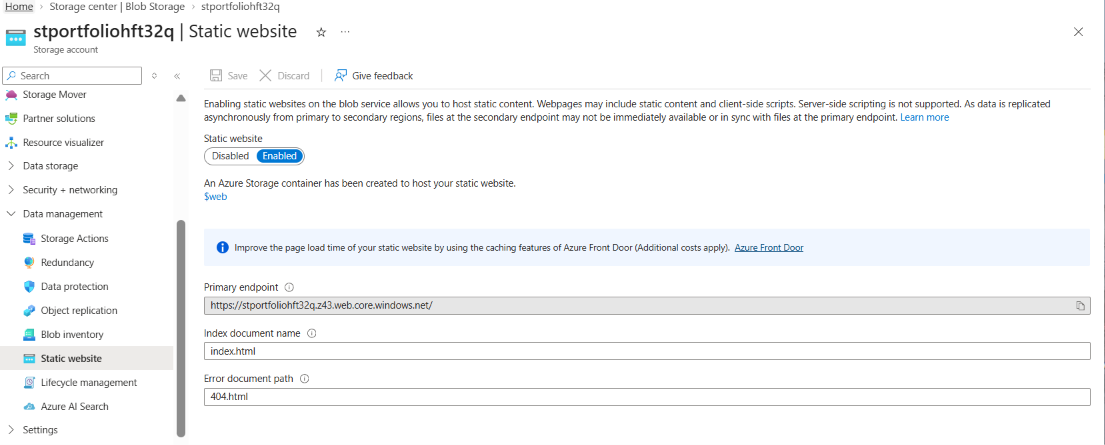 Home > Storage center | Blob Storage > stportfoliohft32q
stportfoliohft32q | Static website
Storage account
Search
Storage Mover
Partner solutions
Resource visualizer
Data storage
Security + networking
Data management
Storage Actions
Redundancy
Data protection
Object replication
Blob inventory
Static website
Lifecycle management
Azure AI Search
Settings
Save Discard Give feedback
Enabling static websites on the blob service allows you to host static content. Webpages may include static content and client-side scripts. Server-side scripting is not supported. As data is replicated
asynchronously from primary to secondary regions, files at the secondary endpoint may not be immediately available or in sync with files at the primary endpoint. Learn more
Static website
Disabled Enabled
An Azure Storage container has been created to host your static website.
$web
Improve the page load time of your static website by using the caching features of Azure Front Door (Additional costs apply). Azure Front Door
Primary endpoint
https://stportfoliohft32q.z43.web.core.windows.net/
Index document name
index.html
Error document path
404.html